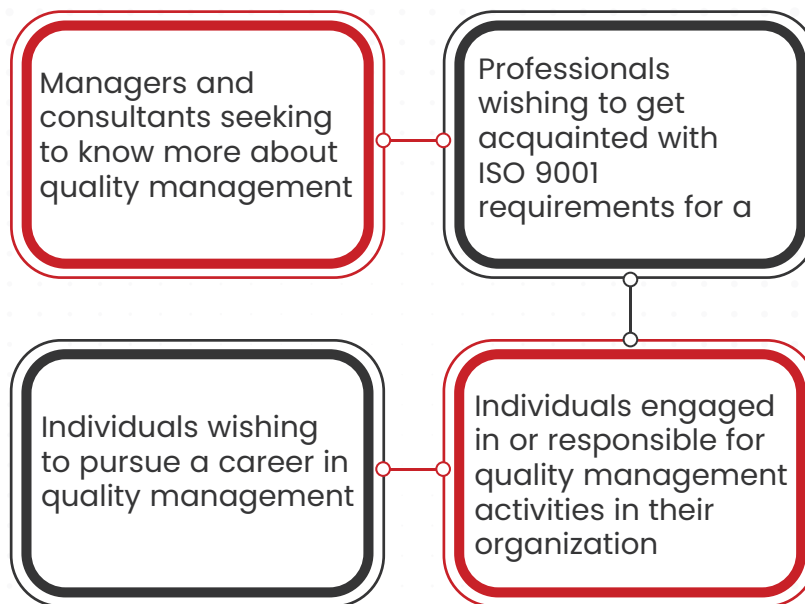 Managers and
consultants seeking
to know more about
quality management
Professionals
wishing to get
acquainted with
ISO 9001
requirements for a
Individuals engaged
in or responsible for
quality management
activities in their
organization
Individuals wishing
to pursue a career in
quality management